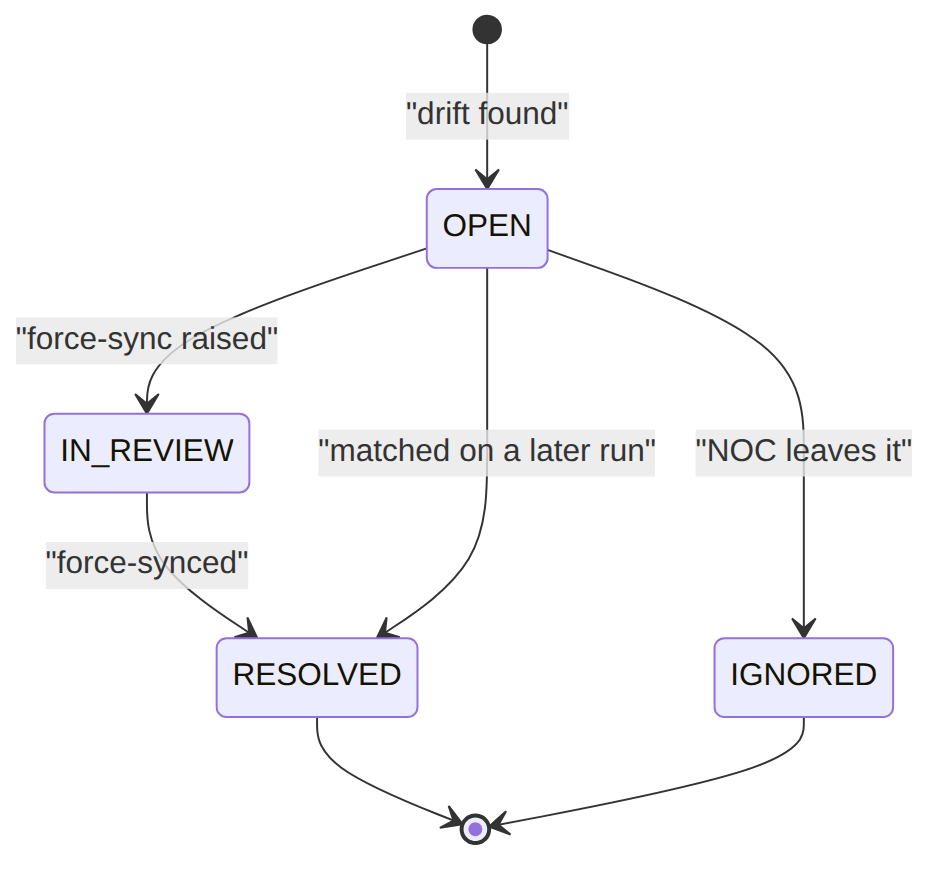 "drift found"
OPEN
"force-sync raised"
IN_REVIEW
"matched on a later run"
"NOC leaves it"
"force-synced"
RESOLVED
IGNORED